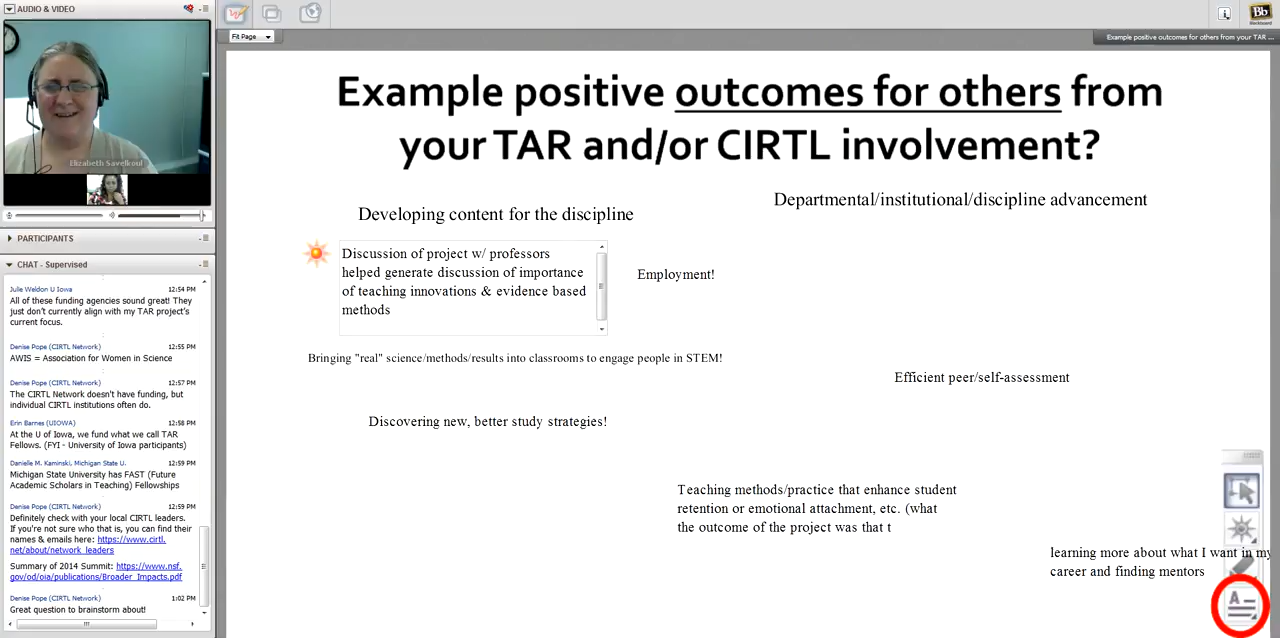 AUDIO & VIDEO
Elizabeth Savelkoul
PARTICIPANTS
CHAT - Supervised
Julie Weldon U Iowa 12:54 PM
All of these funding agencies sound great! They
just don't currently align with my TAR project's
current focus.
Denise Pope (CIRTL Network) 12:55 PM
AWIS = Association for Women in Science
Denise Pope (CIRTL Network) 12:57 PM
The CIRTL Network doesn't have funding, but
individual CIRTL institutions often do.
Erin Barnes (UIOWA) 12:58 PM
At the U of Iowa, we fund what we call TAR
Fellows. (FYI - University of Iowa participants)
Danielle M. Kaminski, Michigan State U. 12:59 PM
Michigan State University has FAST (Future
Academic Scholars in Teaching) Fellowships
Denise Pope (CIRTL Network) 12:59 PM
Definitely check with your local CIRTL leaders.
If you're not sure who that is, you can find their
names & emails here: https://www.cirtl.
net/about/network_leaders
Summary of 2014 Summit: https://www.nsf.
gov/od/oia/publications/Broader_Impacts.pdf
Denise Pope (CIRTL Network) 1:02 PM
Great question to brainstorm about!
Fit Page
Bb
Blackboard
Example positive outcomes for others from your TAR ...
Example positive outcomes for others from
your TAR and/or CIRTL involvement?
Departmental/institutional/discipline advancement
Developing content for the discipline
Discussion of project w/ professors
helped generate discussion of importance
of teaching innovations & evidence based
methods
Employment!
Bringing "real" science/methods/results into classrooms to engage people in STEM!
Efficient peer/self-assessment
Discovering new, better study strategies!
Teaching methods/practice that enhance student
retention or emotional attachment, etc. (what
the outcome of the project was that t
learning more about what I want in my
career and finding mentors
A